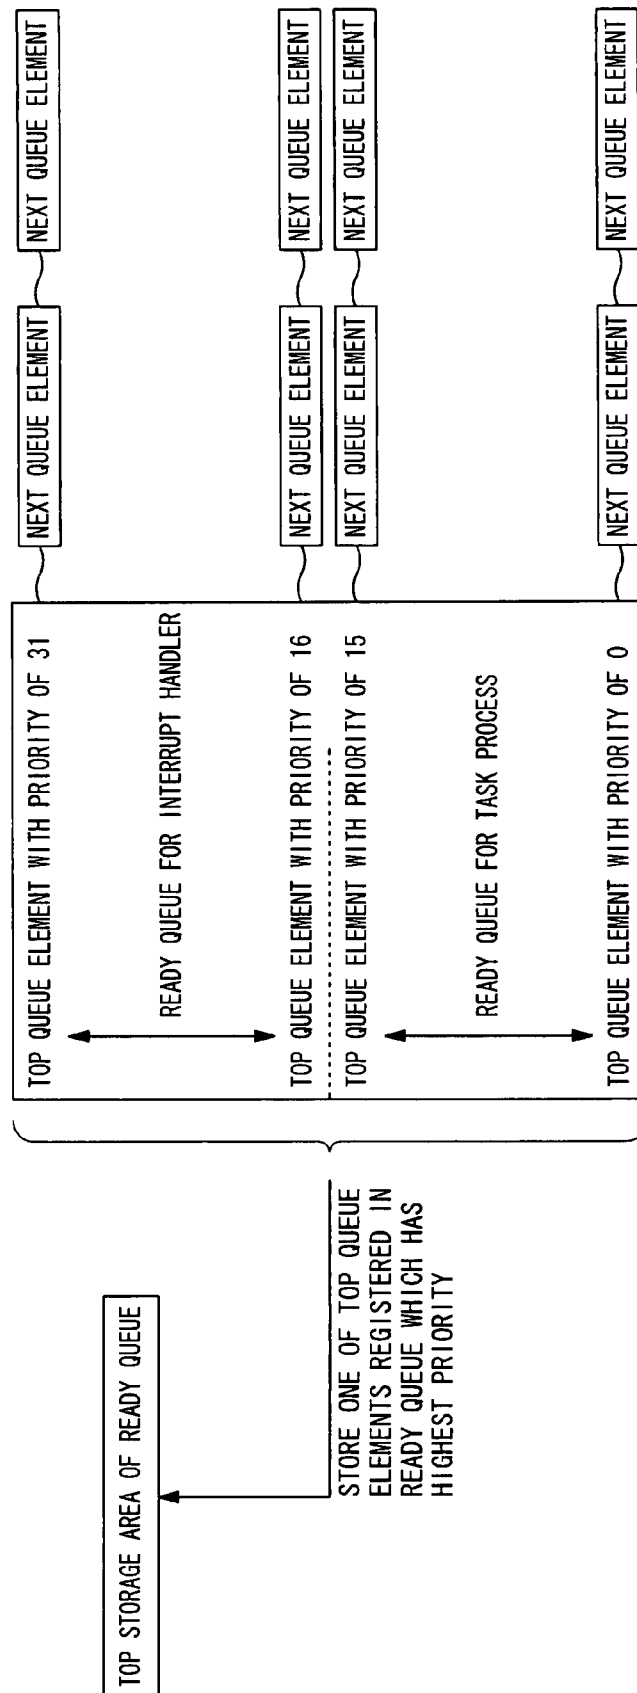 TOP STORAGE AREA OF READY QUEUE
STORE ONE OF TOP QUEUE
ELEMENTS REGISTERED IN
READY QUEUE WHICH HAS
HIGHEST PRIORITY
TOP QUEUE ELEMENT WITH PRIORITY OF 31
NEXT QUEUE ELEMENT
NEXT QUEUE ELEMENT
READY QUEUE FOR INTERRUPT HANDLER
TOP QUEUE ELEMENT WITH PRIORITY OF 16
NEXT QUEUE ELEMENT
NEXT QUEUE ELEMENT
TOP QUEUE ELEMENT WITH PRIORITY OF 15
NEXT QUEUE ELEMENT
NEXT QUEUE ELEMENT
READY QUEUE FOR TASK PROCESS
TOP QUEUE ELEMENT WITH PRIORITY OF 0
NEXT QUEUE ELEMENT
NEXT QUEUE ELEMENT